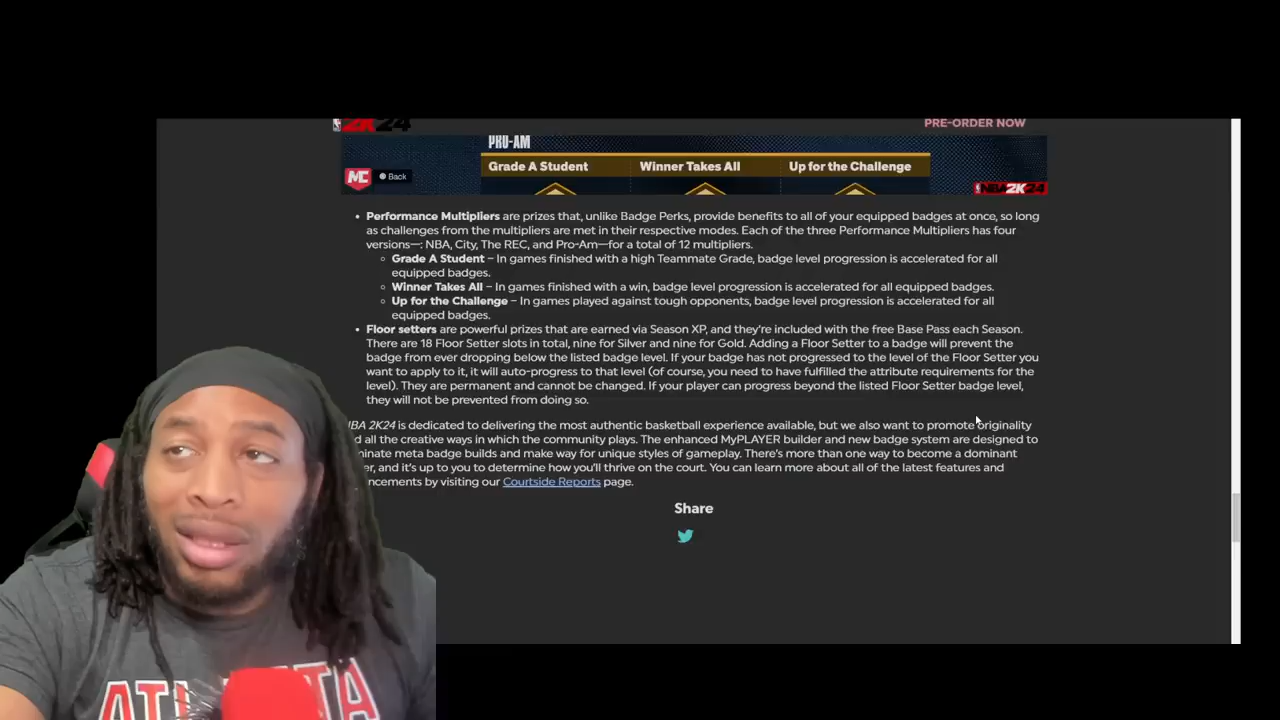 2K24
PRE-ORDER NOW
PRO-AM
Grade A Student Winner Takes All Up for the Challenge
MC Back
NBA2K24
• Performance Multipliers are prizes that, unlike Badge Perks, provide benefits to all of your equipped badges at once, so long
as challenges from the multipliers are met in their respective modes. Each of the three Performance Multipliers has four
versions—: NBA, City, The REC, and Pro-Am—for a total of 12 multipliers.
◦ Grade A Student – In games finished with a high Teammate Grade, badge level progression is accelerated for all
equipped badges.
◦ Winner Takes All – In games finished with a win, badge level progression is accelerated for all equipped badges.
◦ Up for the Challenge – In games played against tough opponents, badge level progression is accelerated for all
equipped badges.
• Floor setters are powerful prizes that are earned via Season XP, and they're included with the free Base Pass each Season.
There are 18 Floor Setter slots in total, nine for Silver and nine for Gold. Adding a Floor Setter to a badge will prevent the
badge from ever dropping below the listed badge level. If your badge has not progressed to the level of the Floor Setter you
want to apply to it, it will auto-progress to that level (of course, you need to have fulfilled the attribute requirements for the
level). They are permanent and cannot be changed. If your player can progress beyond the listed Floor Setter badge level,
they will not be prevented from doing so.
BA 2K24 is dedicated to delivering the most authentic basketball experience available, but we also want to promote originality
d all the creative ways in which the community plays. The enhanced MyPLAYER builder and new badge system are designed to
inate meta badge builds and make way for unique styles of gameplay. There's more than one way to become a dominant
er, and it's up to you to determine how you'll thrive on the court. You can learn more about all of the latest features and
ncements by visiting our Courtside Reports page.
Share